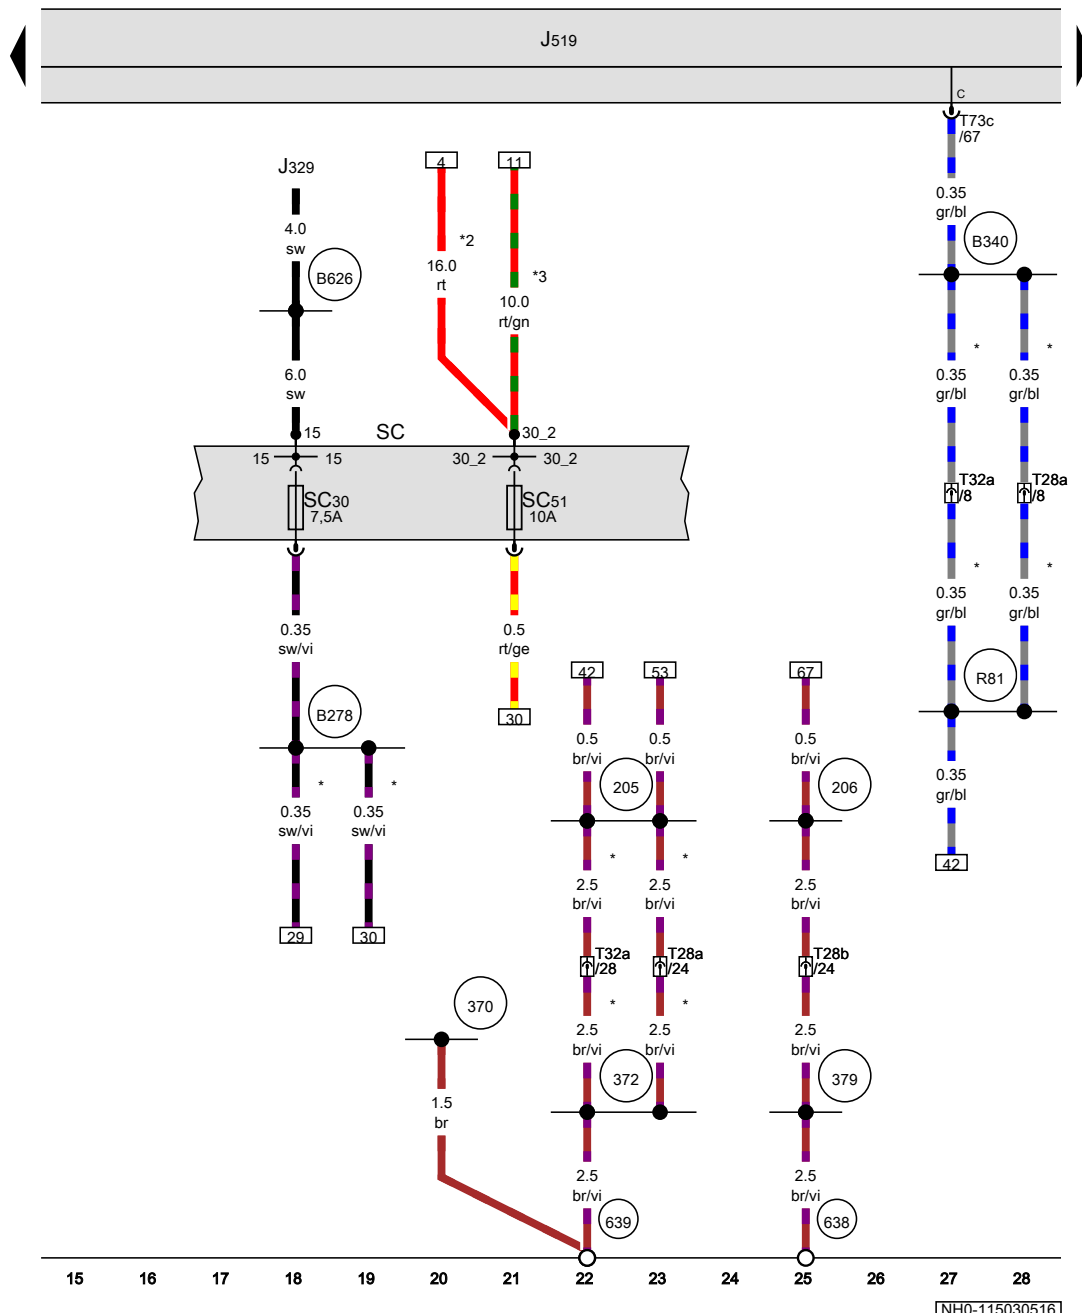 J519
C
T73c
/67
J329
4
11
0.35
gr/bl
4.0
sw
*2
B340
16.0
rt
*3
B626
10.0
rt/gn
*
*
6.0
sw
0.35
gr/bl
0.35
gr/bl
15
SC
30_2
15
15
30_2
30_2
T32a
/8
T28a
/8
SC30
7,5A
SC51
10A
*
*
0.35
gr/bl
0.35
gr/bl
0.35
sw/vi
0.5
rt/ge
42
53
67
R81
B278
30
0.5
br/vi
0.5
br/vi
0.5
br/vi
0.35
gr/bl
*
*
205
206
0.35
sw/vi
0.35
sw/vi
*
*
42
2.5
br/vi
2.5
br/vi
2.5
br/vi
29
30
T32a
/28
T28a
/24
T28b
/24
370
*
*
2.5
br/vi
2.5
br/vi
2.5
br/vi
372
379
1.5
br
2.5
br/vi
2.5
br/vi
639
638
15 16 17 18 19 20 21 22 23 24 25 26 27 28
NH0-115030516